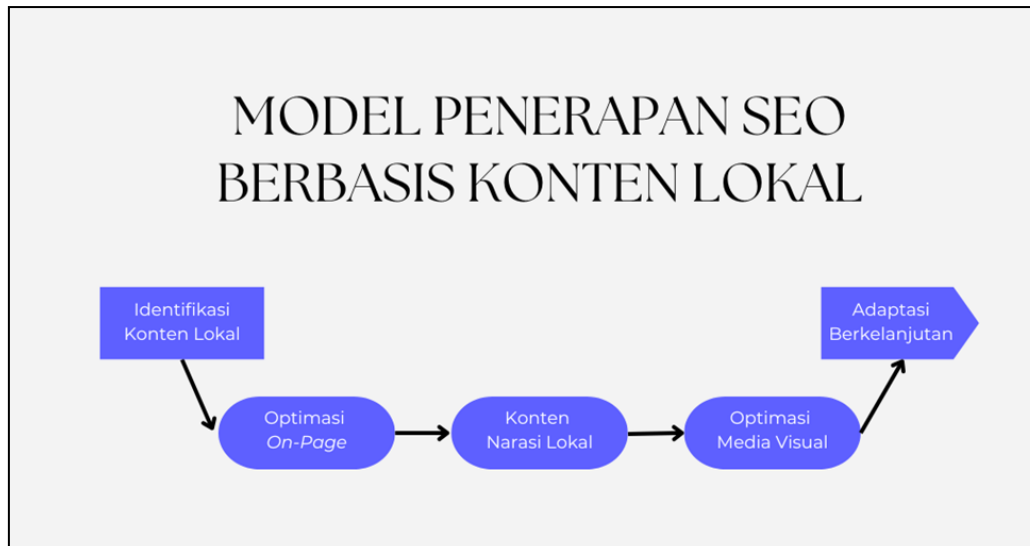 MODEL PENERAPAN SEO
BERBASIS KONTEN LOKAL
Identifikasi
Konten Lokal
Optimasi
On-Page
Konten
Narasi Lokal
Optimasi
Media Visual
Adaptasi
Berkelanjutan